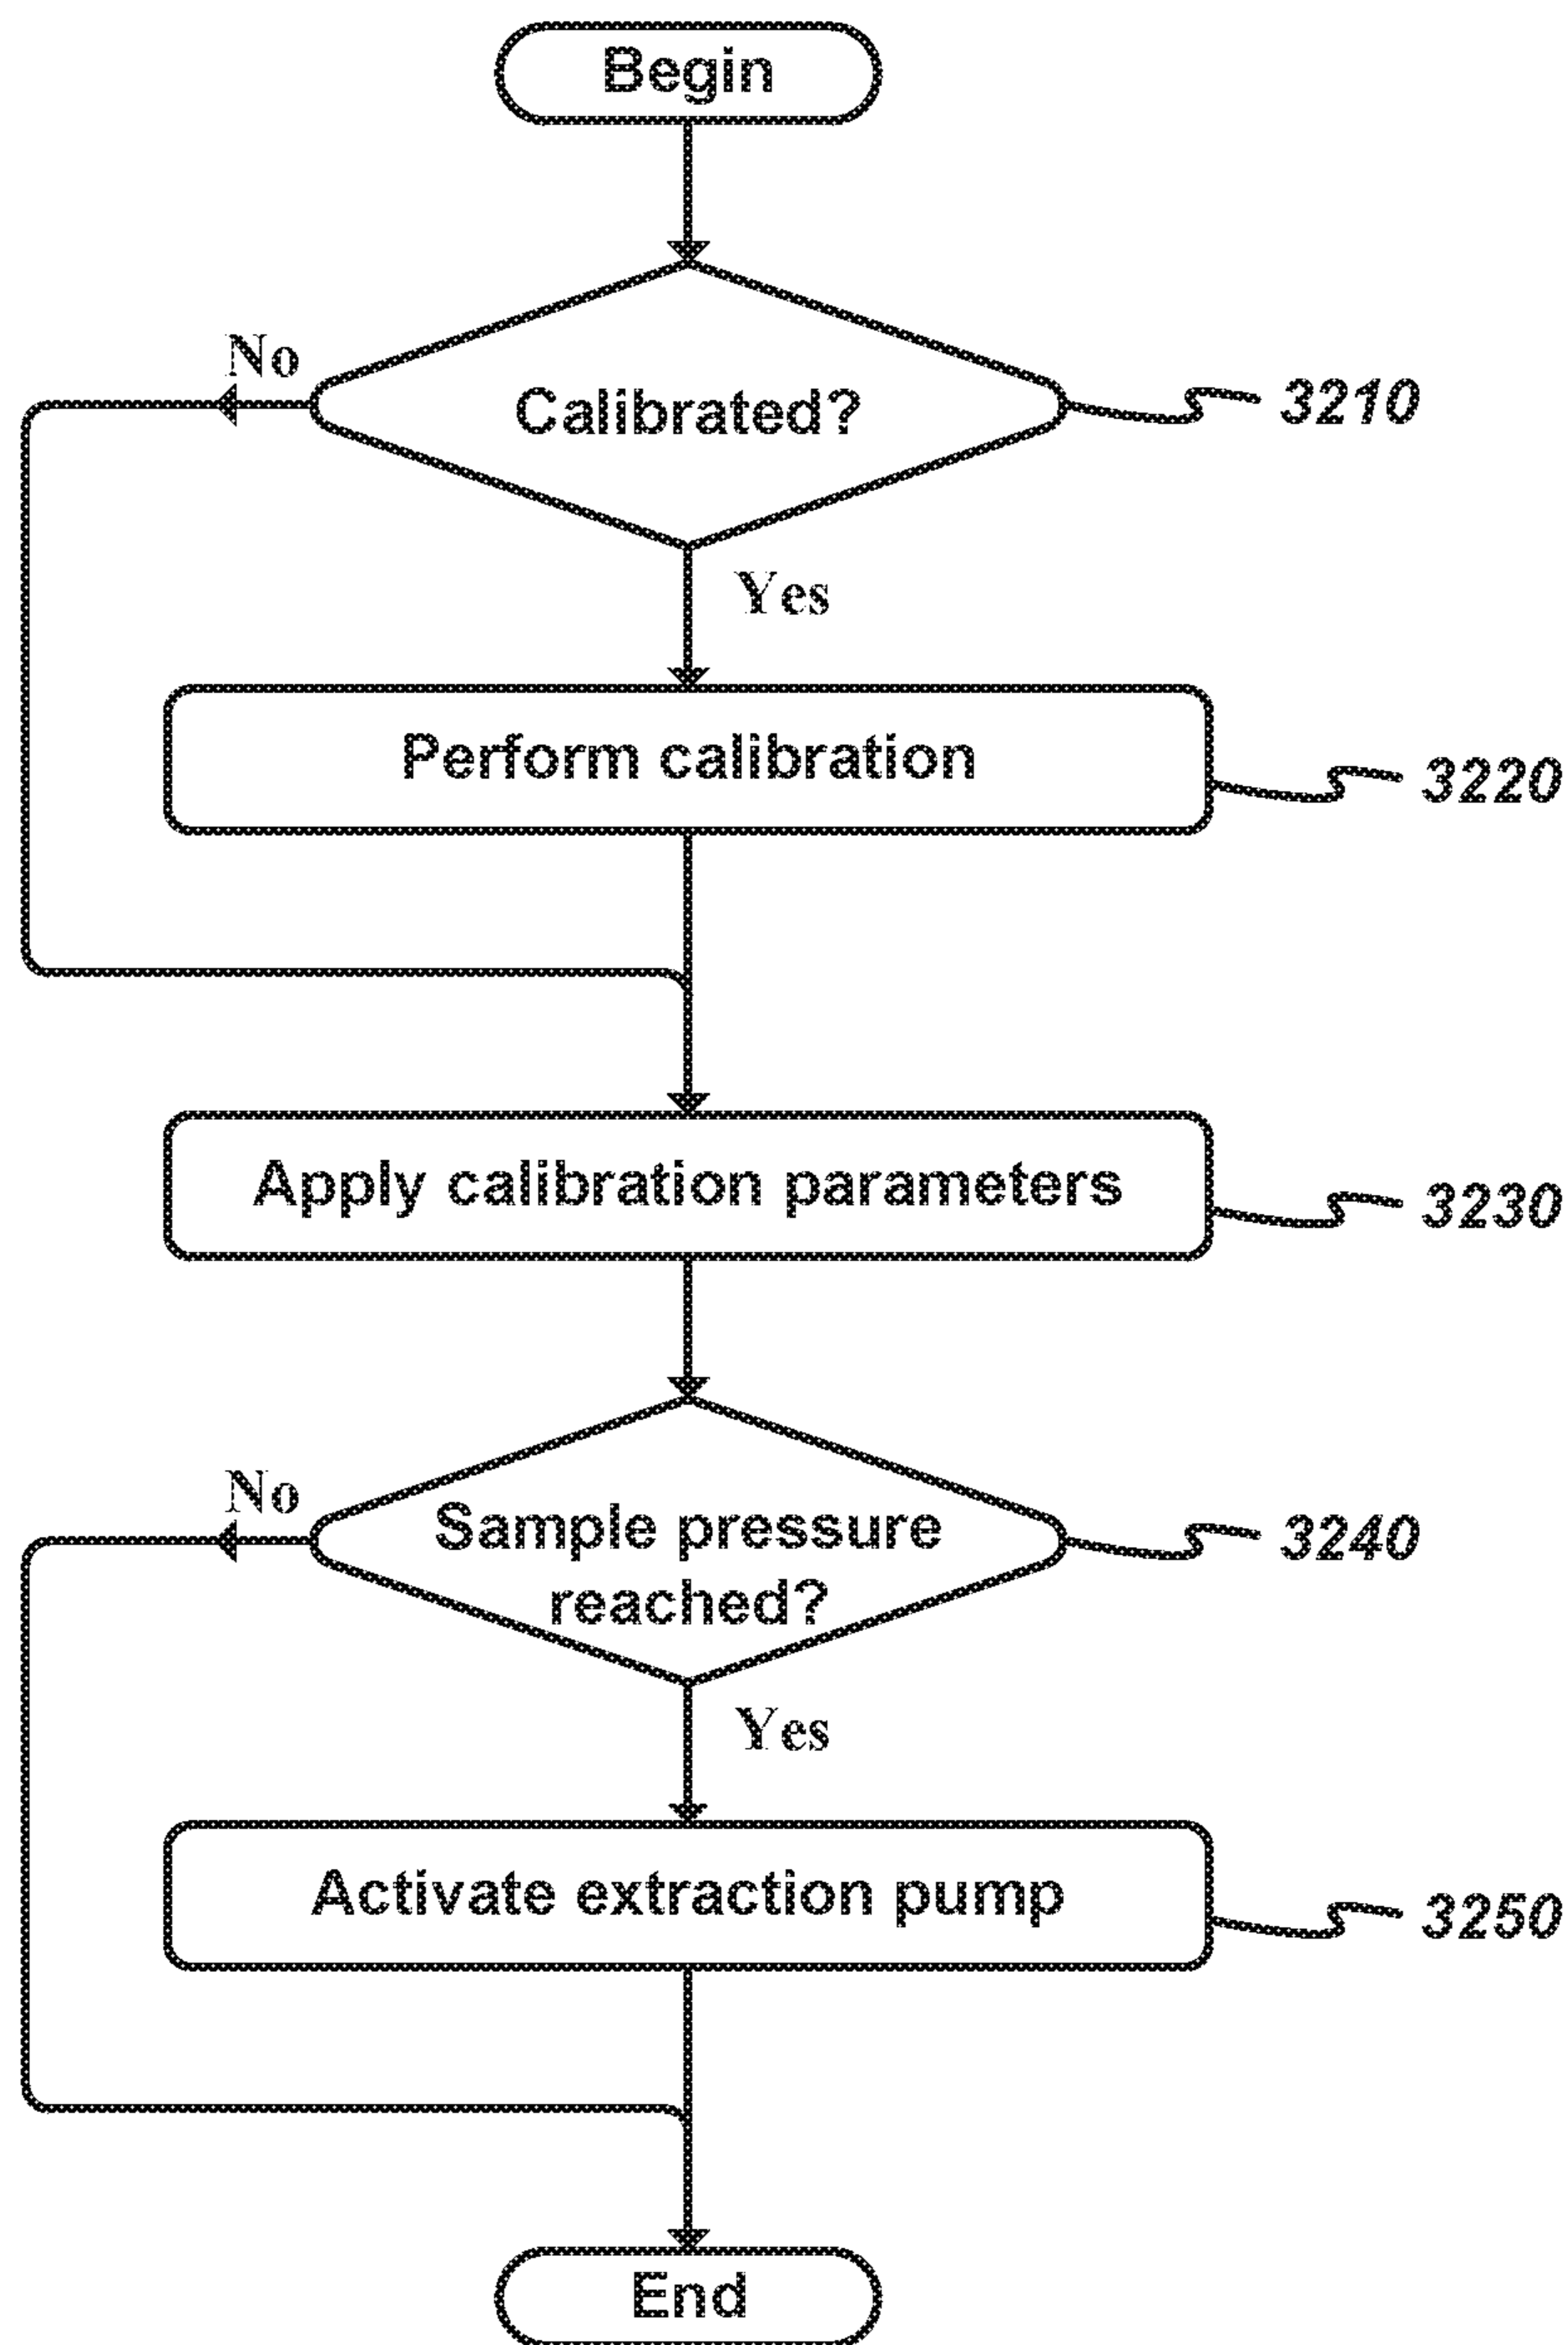 Begin
No
Calibrated?
3210
Yes
Perform calibration
3220
Apply calibration parameters
3230
No
Sample pressure
reached?
3240
Yes
Activate extraction pump
3250
End